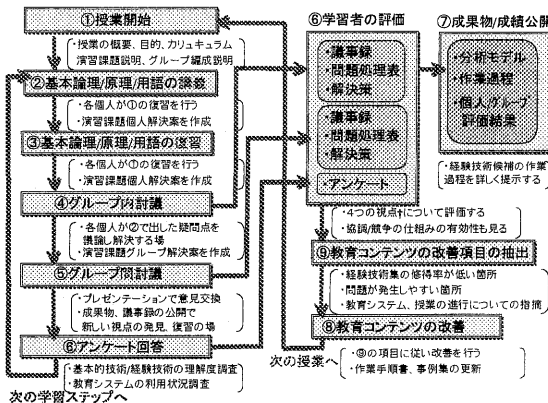 ①授業開始
・授業の概要、目的、カリュキュラム
演習課題説明、グループ編成説明
②基本論理/原理/用語の講義
・各個人が①の復習を行う
・演習課題個人解決案を作成
③基本論理/原理/用語の復習
・各個人が①の復習を行う
・演習課題個人解決案を作成
④グループ内討議
・各個人が②で出した疑問点を
議論し解決する場
・演習課題グループ解決案を作成
⑤グループ間討議
・プレゼンテーションで意見交換
・成果物、議事録の公開で
新しい視点の発見、復習の場
⑥アンケート回答
・基本的技術/経験技術の理解度調査
・教育システムの利用状況調査
次の学習ステップへ
⑥学習者の評価
・議事録
・問題処理表
・解決策
・議事録
・問題処理表
・解決策
・アンケート
・4つの視点†について評価する
・協調/競争の仕組みの有効性も見る
⑦成果物/成績公開
・分析モデル
・作業過程
・個人/グループ
評価結果
・経験技術候補の作業
過程を詳しく提示する
⑨教育コンテンツの改善項目の抽出
・経験技術集の修得率が低い箇所
・問題が発生しやすい箇所
・教育システム、授業の進行についての指摘
⑧教育コンテンツの改善
・⑨の項目に従い改善を行う
・作業手順書、事例集の更新
次の授業へ